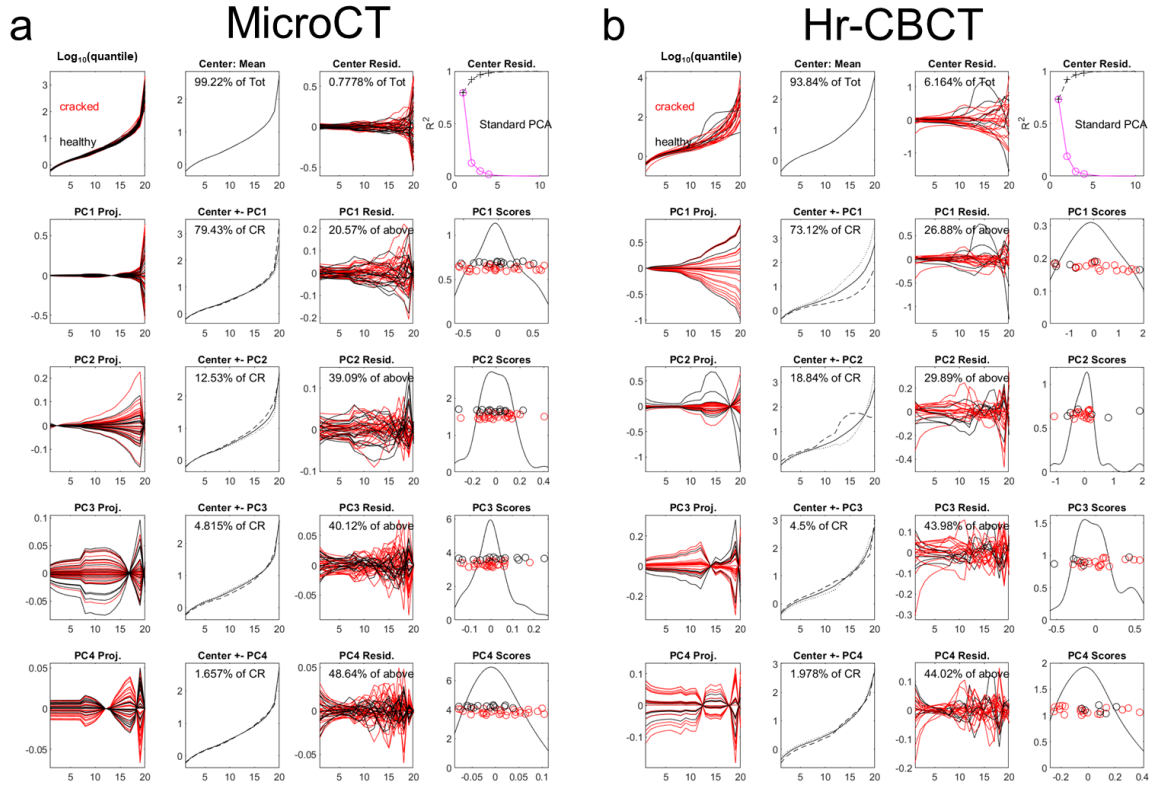 a MicroCT b Hr-CBCT
Log10(quantile) Center: Mean Center Resid. Center Resid.
cracked
healthy
99.22% of Tot
0.7778% of Tot
R2
Standard PCA
PC1 Proj. Center +- PC1 PC1 Resid. PC1 Scores
79.43% of CR
20.57% of above
PC2 Proj. Center +- PC2 PC2 Resid. PC2 Scores
12.53% of CR
39.09% of above
PC3 Proj. Center +- PC3 PC3 Resid. PC3 Scores
4.815% of CR
40.12% of above
PC4 Proj. Center +- PC4 PC4 Resid. PC4 Scores
1.657% of CR
48.64% of above
Log10(quantile) Center: Mean Center Resid. Center Resid.
cracked
healthy
93.84% of Tot
6.164% of Tot
R2
Standard PCA
PC1 Proj. Center +- PC1 PC1 Resid. PC1 Scores
73.12% of CR
26.88% of above
PC2 Proj. Center +- PC2 PC2 Resid. PC2 Scores
18.84% of CR
29.89% of above
PC3 Proj. Center +- PC3 PC3 Resid. PC3 Scores
4.5% of CR
43.98% of above
PC4 Proj. Center +- PC4 PC4 Resid. PC4 Scores
1.978% of CR
44.02% of above